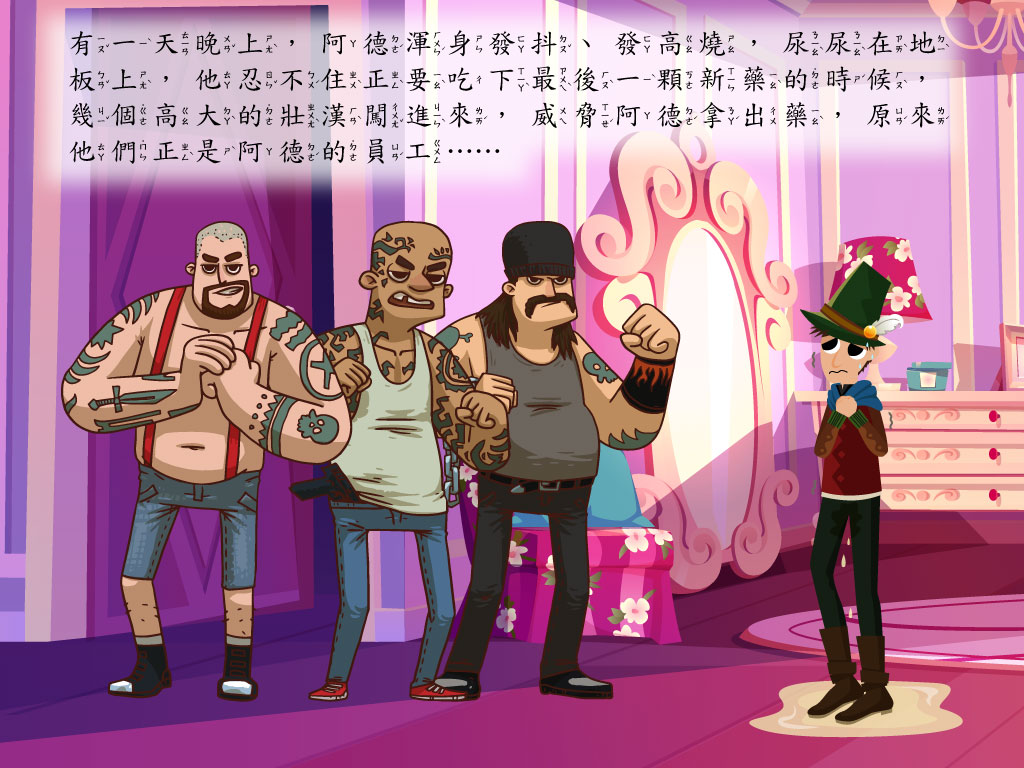 有一天晚上，阿德渾身發抖、發高燒，尿尿在地
板上，他忍不住正要吃下最後一顆新藥的時候，
幾個高大的壯漢闖進來，威脅阿德拿出藥，原來
他們正是阿德的員工……